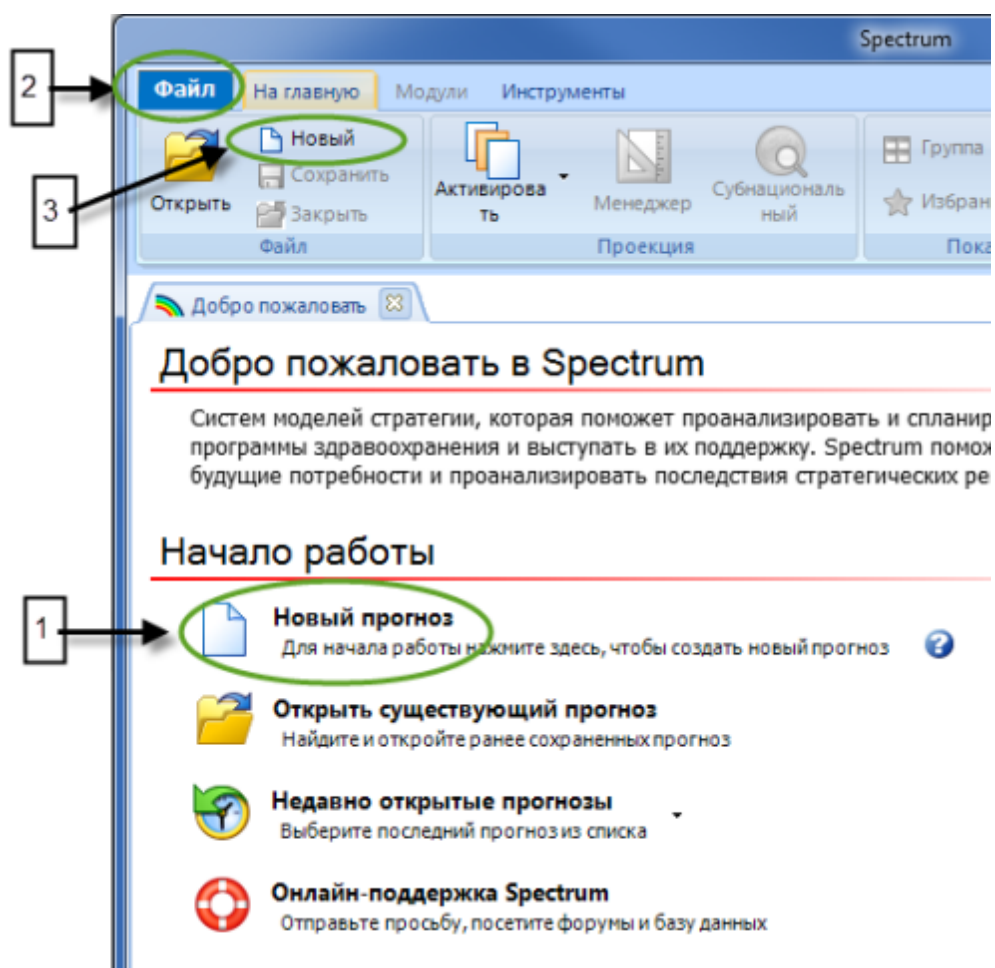 Spectrum
2
Файл На главную Модули Инструменты
Новый
Сохранить
Закрыть
Открыть
Файл
3
Активирова
ть
Менеджер
Субнациональ
ный
Проекция
Группа
Избран
Пока
Добро пожаловать
Добро пожаловать в Spectrum
Систем моделей стратегии, которая поможет проанализировать и спланир
программы здравоохранения и выступать в их поддержку. Spectrum помож
будущие потребности и проанализировать последствия стратегических ре
Начало работы
1
Новый прогноз
Для начала работы нажмите здесь, чтобы создать новый прогноз
Открыть существующий прогноз
Найдите и откройте ранее сохраненных прогноз
Недавно открытые прогнозы
Выберите последний прогноз из списка
Онлайн-поддержка Spectrum
Отправьте просьбу, посетите форумы и базу данных